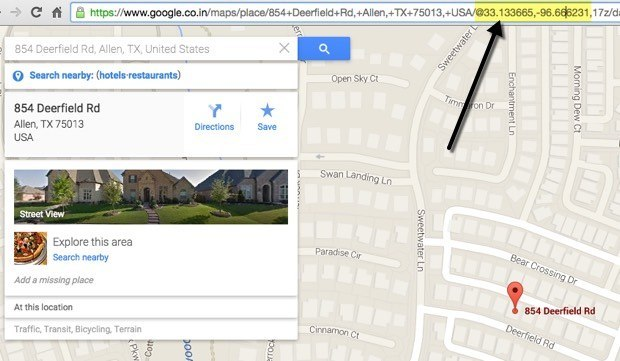 https://www.google.co.in/maps/place/854+Deerfield+Rd,+Allen,+TX+75013,+USA/@33.133665,-96.666231,17z/da
854 Deerfield Rd, Allen, TX, United States
Search nearby: (hotels·restaurants)
854 Deerfield Rd
Allen, TX 75013
USA
Directions
Save
Street View
Explore this area
Search nearby
Add a missing place
At this location
Traffic, Transit, Bicycling, Terrain
Sweetwater Ln
Open Sky Ct
Timmaron Dr
Enchantment Ln
Morning Dew Ct
Swan Landing Ln
Sweetwater Ln
Paradise Cir
Bear Crossing Dr
854 Deerfield Rd
Deerfield Rd
Cinnamon Ct